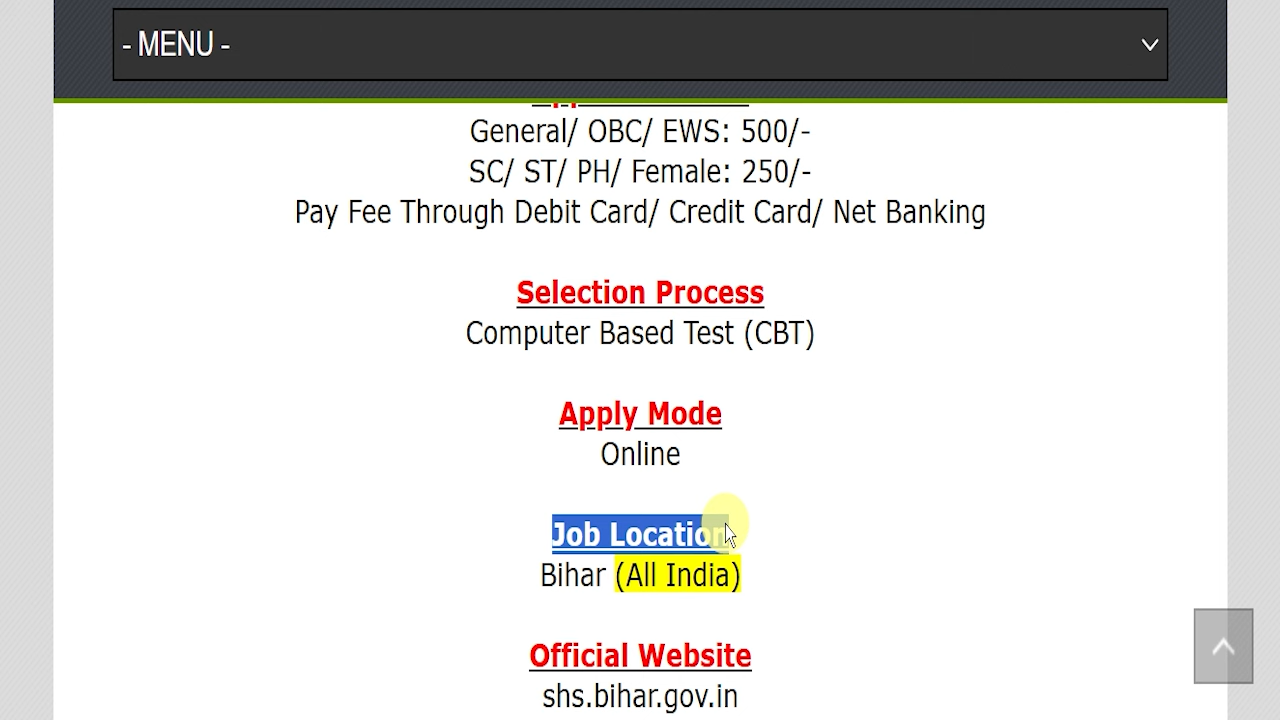 - MENU -
General/ OBC/ EWS: 500/-
SC/ ST/ PH/ Female: 250/-
Pay Fee Through Debit Card/ Credit Card/ Net Banking
Selection Process
Computer Based Test (CBT)
Apply Mode
Online
Job Location
Bihar (All India)
Official Website
shs.bihar.gov.in